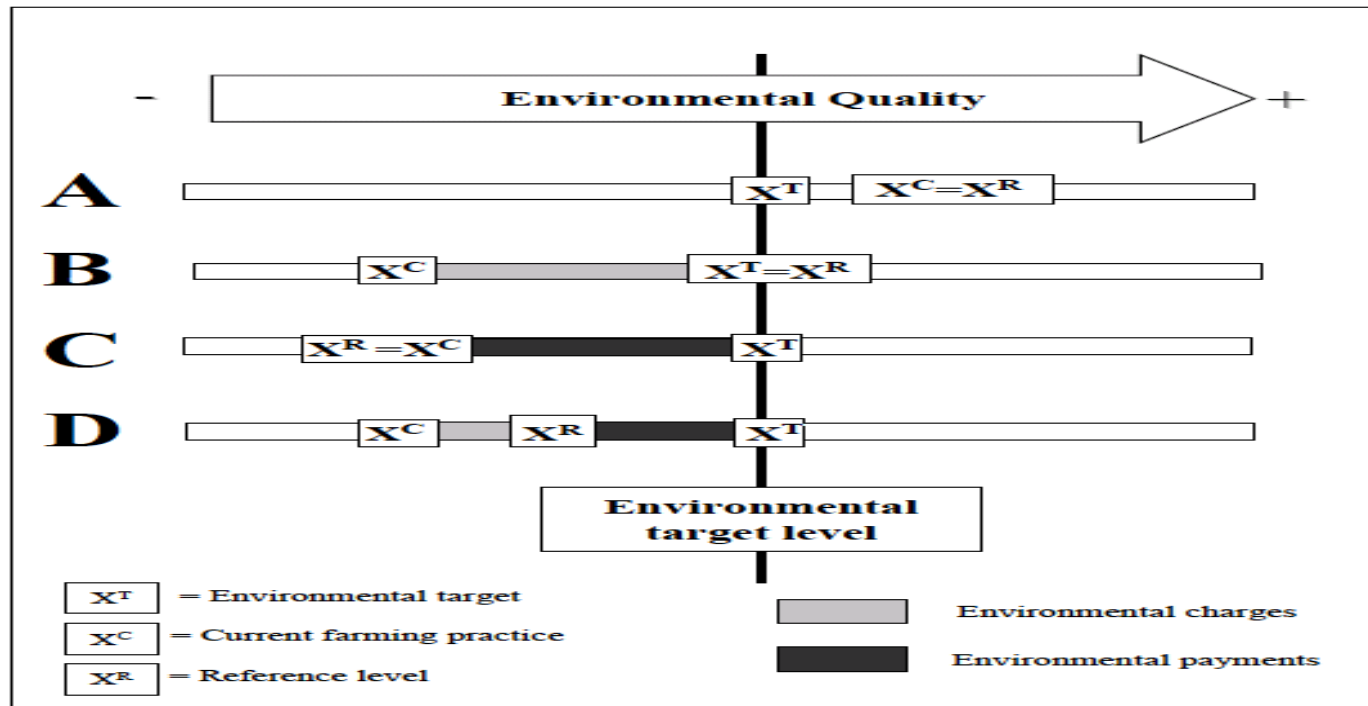 - Environmental Quality +
A X^T X^C=X^R
B X^C X^T=X^R
C X^R =X^C X^T
D X^C X^R X^T
Environmental
target level
X^T = Environmental target
X^C = Current farming practice
X^R = Reference level
Environmental charges
Environmental payments